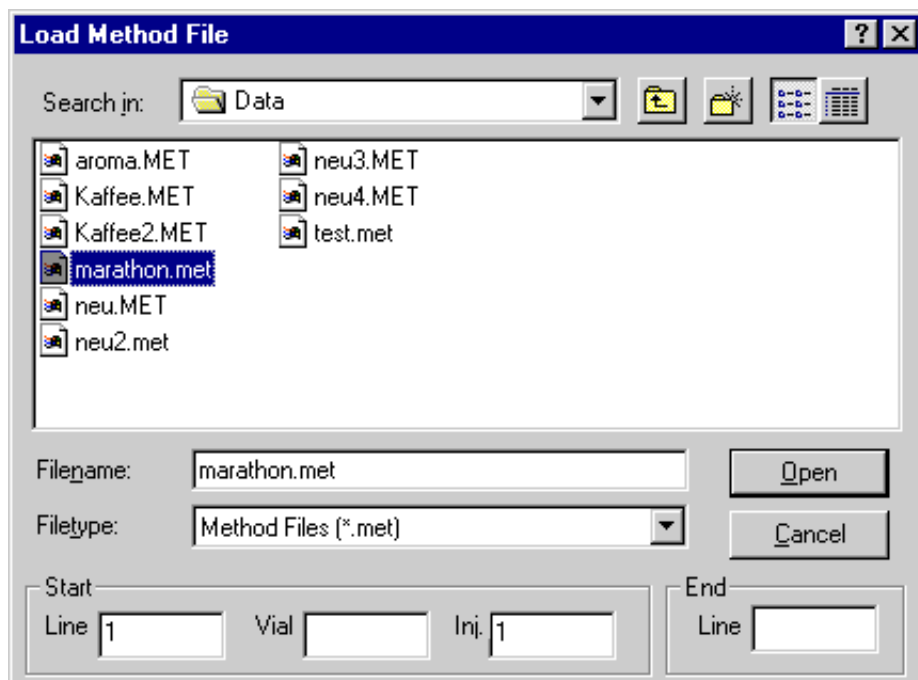 Load Method File
Search in: Data
aroma.MET neu3.MET
Kaffee.MET neu4.MET
Kaffee2.MET test.met
marathon.met
neu.MET
neu2.met
Filename: marathon.met Open
Filetype: Method Files (*.met) Cancel
Start End
Line 1 Vial Inj. 1 Line